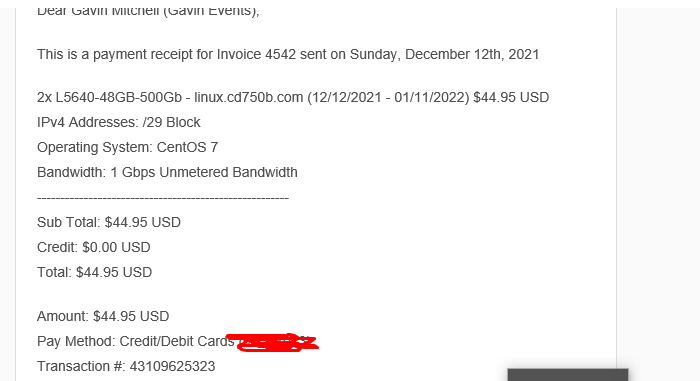 Dear Gavin Mitchell (Gavin Events),
This is a payment receipt for Invoice 4542 sent on Sunday, December 12th, 2021
2x L5640-48GB-500Gb - linux.cd750b.com (12/12/2021 - 01/11/2022) $44.95 USD
IPv4 Addresses: /29 Block
Operating System: CentOS 7
Bandwidth: 1 Gbps Unmetered Bandwidth
------------------------------------------------------
Sub Total: $44.95 USD
Credit: $0.00 USD
Total: $44.95 USD
Amount: $44.95 USD
Pay Method: Credit/Debit Cards
Transaction #: 43109625323